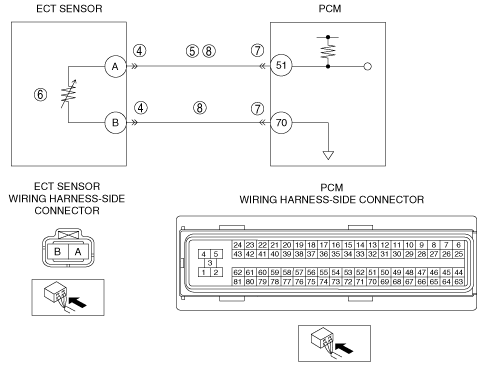 ECT SENSOR
PCM
④ ⑤ ⑧ ⑦
A 51
⑥
④ ⑧ ⑦
B 70
ECT SENSOR
WIRING HARNESS-SIDE
CONNECTOR
B A
PCM
WIRING HARNESS-SIDE CONNECTOR
24 23 22 21 20 19 18 17 16 15 14 13 12 11 10 9 8 7 6
4 5 43 42 41 40 39 38 37 36 35 34 33 32 31 30 29 28 27 26 25
3
1 2 62 61 60 59 58 57 56 55 54 53 52 51 50 49 48 47 46 45 44
81 80 79 78 77 76 75 74 73 72 71 70 69 68 67 66 65 64 63